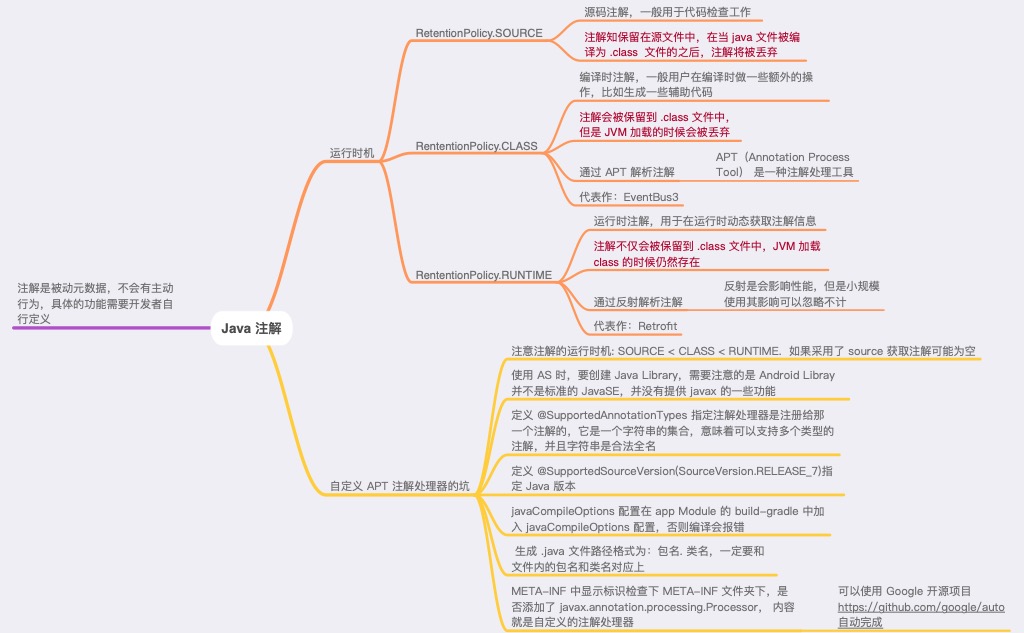 源码注解，一般用于代码检查工作
RetentionPolicy.SOURCE
注解知保留在源文件中，在当 java 文件被编
译为 .class 文件的之后，注解将被丢弃
编译时注解，一般用户在编译时做一些额外的操
作，比如生成一些辅助代码
注解会被保留到 .class 文件中，
但是 JVM 加载的时候会被丢弃
运行时机
RententionPolicy.CLASS
通过 APT 解析注解
APT（Annotation Process
Tool） 是一种注解处理工具
代表作：EventBus3
运行时注解，用于在运行时动态获取注解信息
注解不仅会被保留到 .class 文件中，JVM 加载
class 的时候仍然存在
RententionPolicy.RUNTIME
通过反射解析注解
反射是会影响性能，但是小规模
使用其影响可以忽略不计
代表作：Retrofit
注解是被动元数据，不会有主动
行为，具体的功能需要开发者自
行定义
Java 注解
注意注解的运行时机: SOURCE < CLASS < RUNTIME．如果采用了 source 获取注解可能为空
使用 AS 时，要创建 Java Library，需要注意的是 Android Libray
并不是标准的 JavaSE，并没有提供 javax 的一些功能
定义 @SupportedAnnotationTypes 指定注解处理器是注册给那
一个注解的，它是一个字符串的集合，意味着可以支持多个类型的
注解，并且字符串是合法全名
自定义 APT 注解处理器的坑
定义 @SupportedSourceVersion(SourceVersion.RELEASE_7)指
定 Java 版本
javaCompileOptions 配置在 app Module 的 build-gradle 中加
入 javaCompileOptions 配置，否则编译会报错
生成 .java 文件路径格式为：包名. 类名，一定要和
文件内的包名和类名对应上
META-INF 中显示标识检查下 META-INF 文件夹下，是
否添加了 javax.annotation.processing.Processor， 内容
就是自定义的注解处理器
可以使用 Google 开源项目
https://github.com/google/auto
自动完成